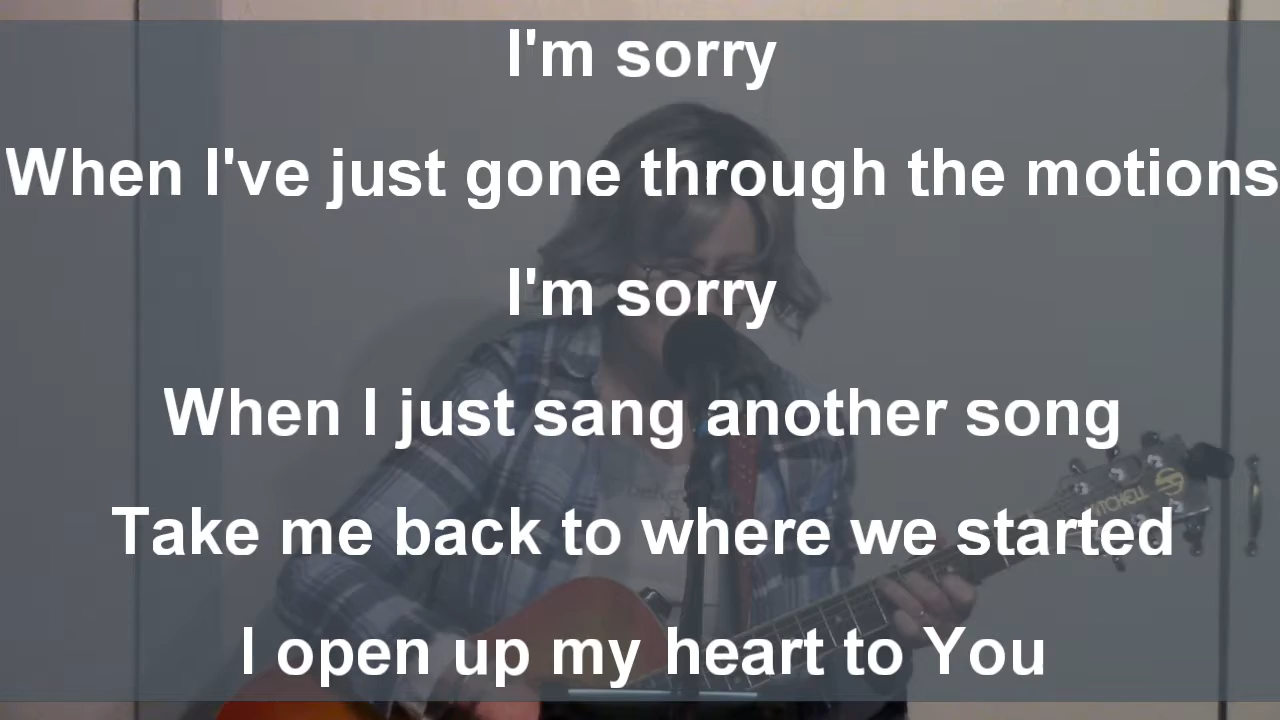 I'm sorry
When I've just gone through the motions
I'm sorry
When I just sang another song
Take me back to where we started
I open up my heart to You